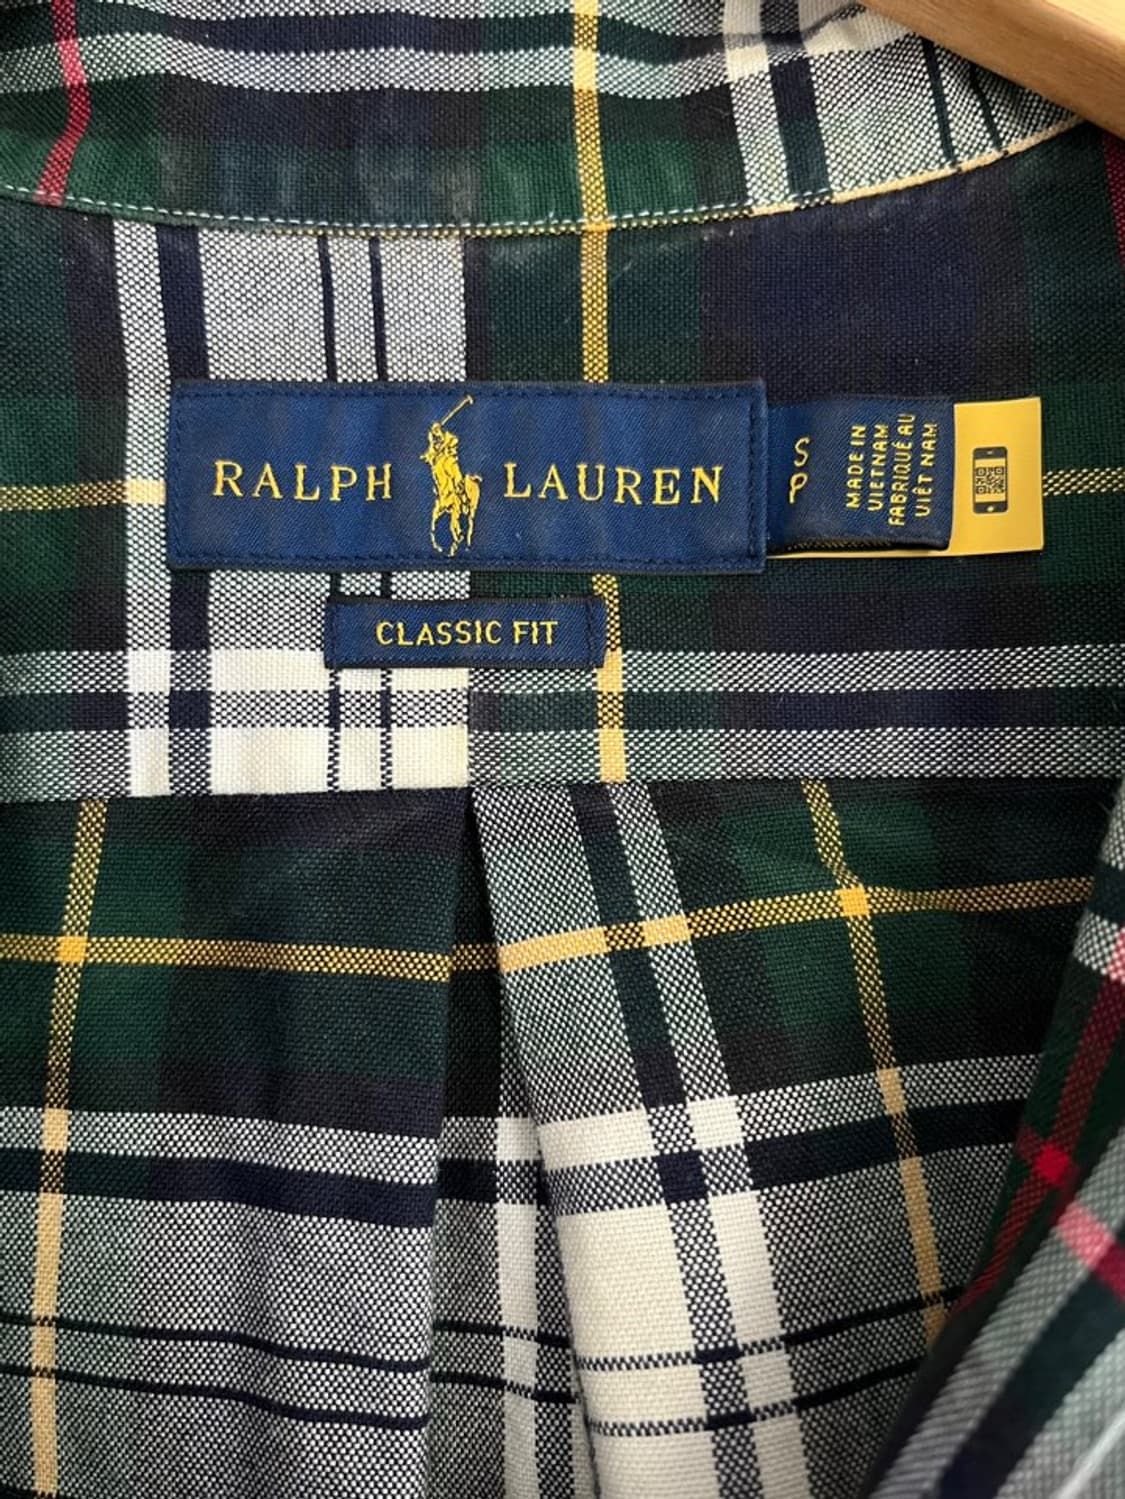 RALPH LAUREN
S
P
MADE IN
VIETNAM
FABRIQUÉ AU
VIÊT NAM
CLASSIC FIT